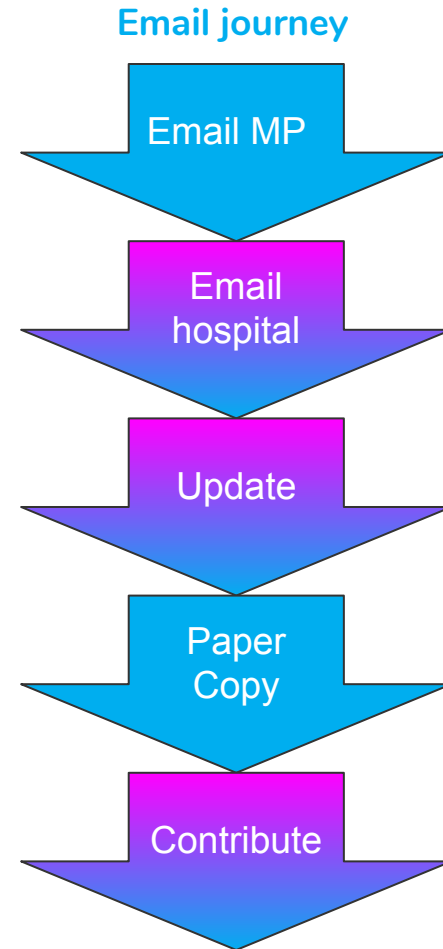 Email journey
Email MP
Email
hospital
Update
Paper
Copy
Contribute